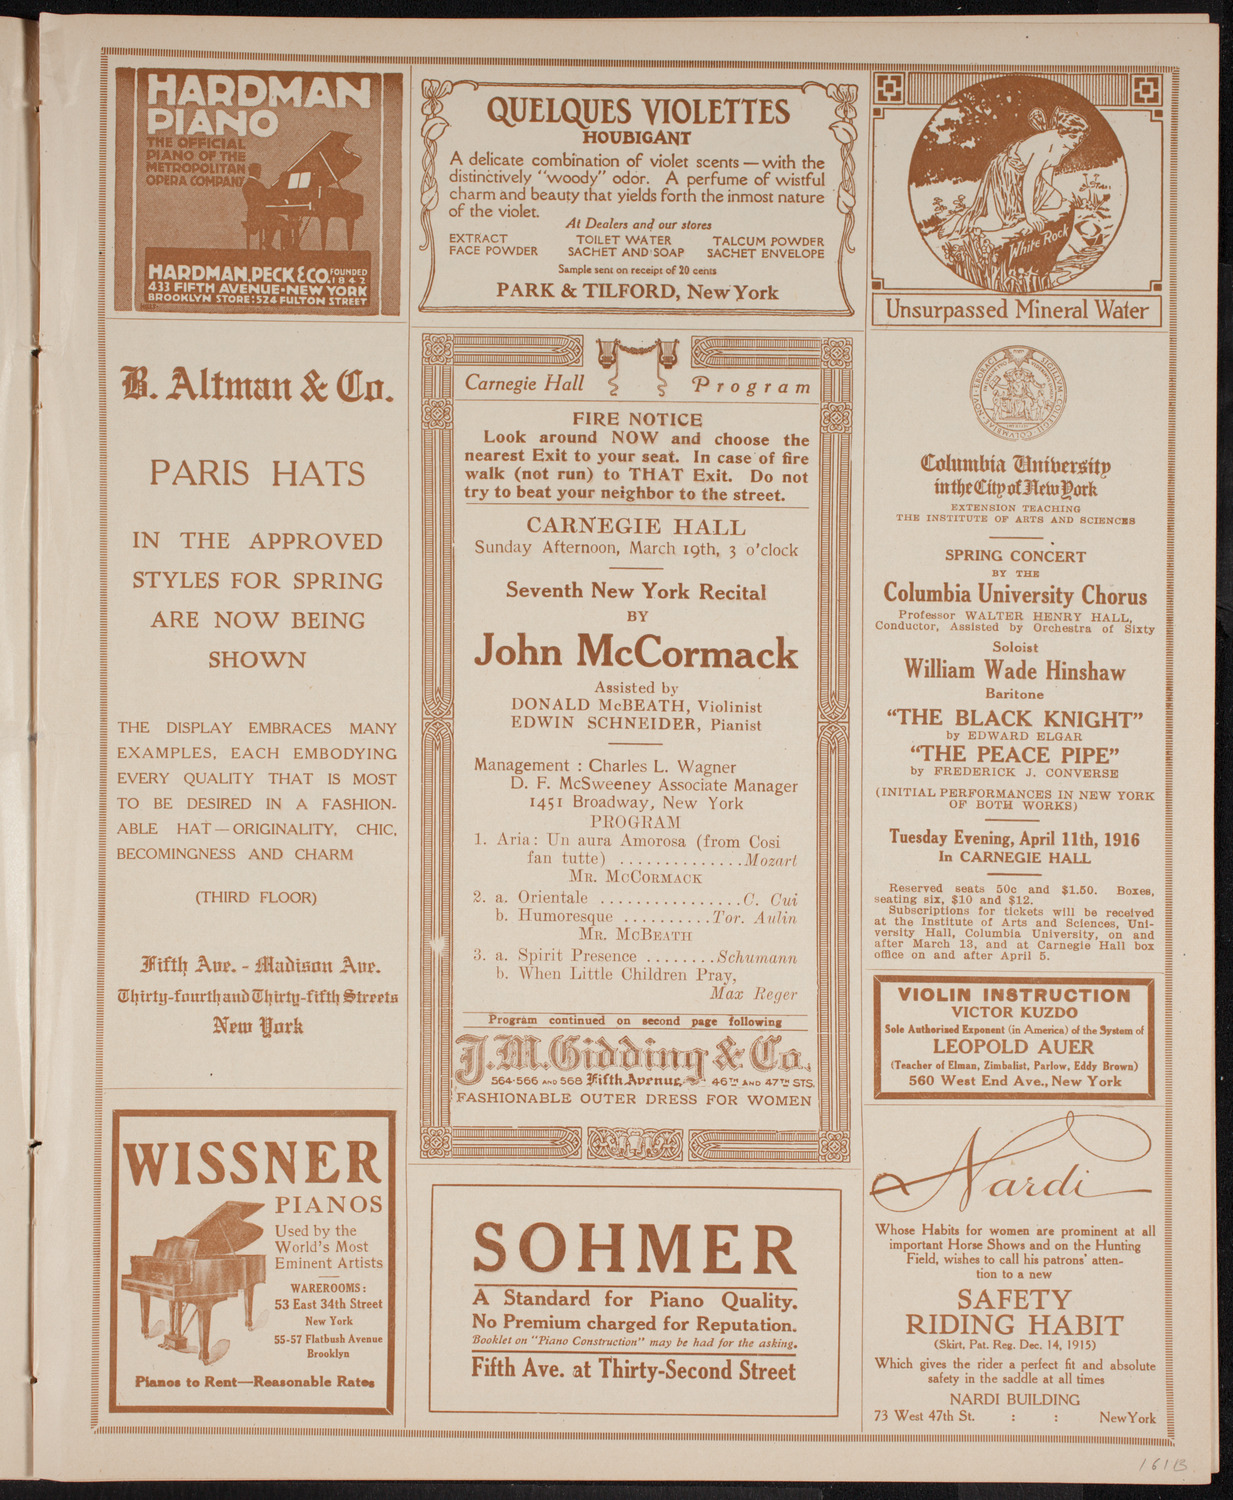 HARDMAN
PIANO
THE OFFICIAL
PIANO OF THE
METROPOLITAN
OPERA COMPANY
HARDMAN, PECK & CO. FOUNDED 1842
433 FIFTH AVENUE·NEW YORK
BROOKLYN STORE: 524 FULTON STREET
B. Altman & Co.
PARIS HATS
IN THE APPROVED
STYLES FOR SPRING
ARE NOW BEING
SHOWN
THE DISPLAY EMBRACES MANY
EXAMPLES, EACH EMBODYING
EVERY QUALITY THAT IS MOST
TO BE DESIRED IN A FASHION-
ABLE HAT—ORIGINALITY, CHIC,
BECOMINGNESS AND CHARM
(THIRD FLOOR)
Fifth Ave. - Madison Ave.
Thirty-fourth and Thirty-fifth Streets
New York
WISSNER
PIANOS
Used by the
World's Most
Eminent Artists
WAREROOMS:
53 East 34th Street
New York
55-57 Flatbush Avenue
Brooklyn
Pianos to Rent—Reasonable Rates
QUELQUES VIOLETTES
HOUBIGANT
A delicate combination of violet scents — with the
distinctively "woody" odor. A perfume of wistful
charm and beauty that yields forth the inmost nature
of the violet.
At Dealers and our stores
EXTRACT TOILET WATER TALCUM POWDER
FACE POWDER SACHET AND SOAP SACHET ENVELOPE
Sample sent on receipt of 20 cents
PARK & TILFORD, New York
Carnegie Hall Program
FIRE NOTICE
Look around NOW and choose the
nearest Exit to your seat. In case of fire
walk (not run) to THAT Exit. Do not
try to beat your neighbor to the street.
CARNEGIE HALL
Sunday Afternoon, March 19th, 3 o'clock
Seventh New York Recital
BY
John McCormack
Assisted by
DONALD McBEATH, Violinist
EDWIN SCHNEIDER, Pianist
Management : Charles L. Wagner
D. F. McSweeney Associate Manager
1451 Broadway, New York
PROGRAM
1. Aria: Un aura Amorosa (from Cosi
fan tutte) ..............Mozart
MR. MCCORMACK
2. a. Orientale ................C. Cui
b. Humoresque ..........Tor. Aulin
MR. MCBEATH
3. a. Spirit Presence ........Schumann
b. When Little Children Pray,
Max Reger
Program continued on second page following
J. M. Gidding & Co.
564-566 AND 568 Fifth Avenue 46TH AND 47TH STS.
FASHIONABLE OUTER DRESS FOR WOMEN
SOHMER
A Standard for Piano Quality.
No Premium charged for Reputation.
Booklet on "Piano Construction" may be had for the asking.
Fifth Ave. at Thirty-Second Street
White Rock
Unsurpassed Mineral Water
Columbia University
in the City of New York
EXTENSION TEACHING
THE INSTITUTE OF ARTS AND SCIENCES
SPRING CONCERT
BY THE
Columbia University Chorus
Professor WALTER HENRY HALL,
Conductor, Assisted by Orchestra of Sixty
Soloist
William Wade Hinshaw
Baritone
"THE BLACK KNIGHT"
by EDWARD ELGAR
"THE PEACE PIPE"
by FREDERICK J. CONVERSE
(INITIAL PERFORMANCES IN NEW YORK
OF BOTH WORKS)
Tuesday Evening, April 11th, 1916
In CARNEGIE HALL
Reserved seats 50c and $1.50. Boxes,
seating six, $10 and $12.
Subscriptions for tickets will be received
at the Institute of Arts and Sciences, Uni-
versity Hall, Columbia University, on and
after March 13, and at Carnegie Hall box
office on and after April 5.
VIOLIN INSTRUCTION
VICTOR KUZDO
Sole Authorised Exponent (in America) of the System of
LEOPOLD AUER
(Teacher of Elman, Zimbalist, Parlow, Eddy Brown)
560 West End Ave., New York
Nardi
Whose Habits for women are prominent at all
important Horse Shows and on the Hunting
Field, wishes to call his patrons' atten-
tion to a new
SAFETY
RIDING HABIT
(Skirt, Pat. Reg. Dec. 14, 1915)
Which gives the rider a perfect fit and absolute
safety in the saddle at all times
NARDI BUILDING
73 West 47th St. : : New York
161B